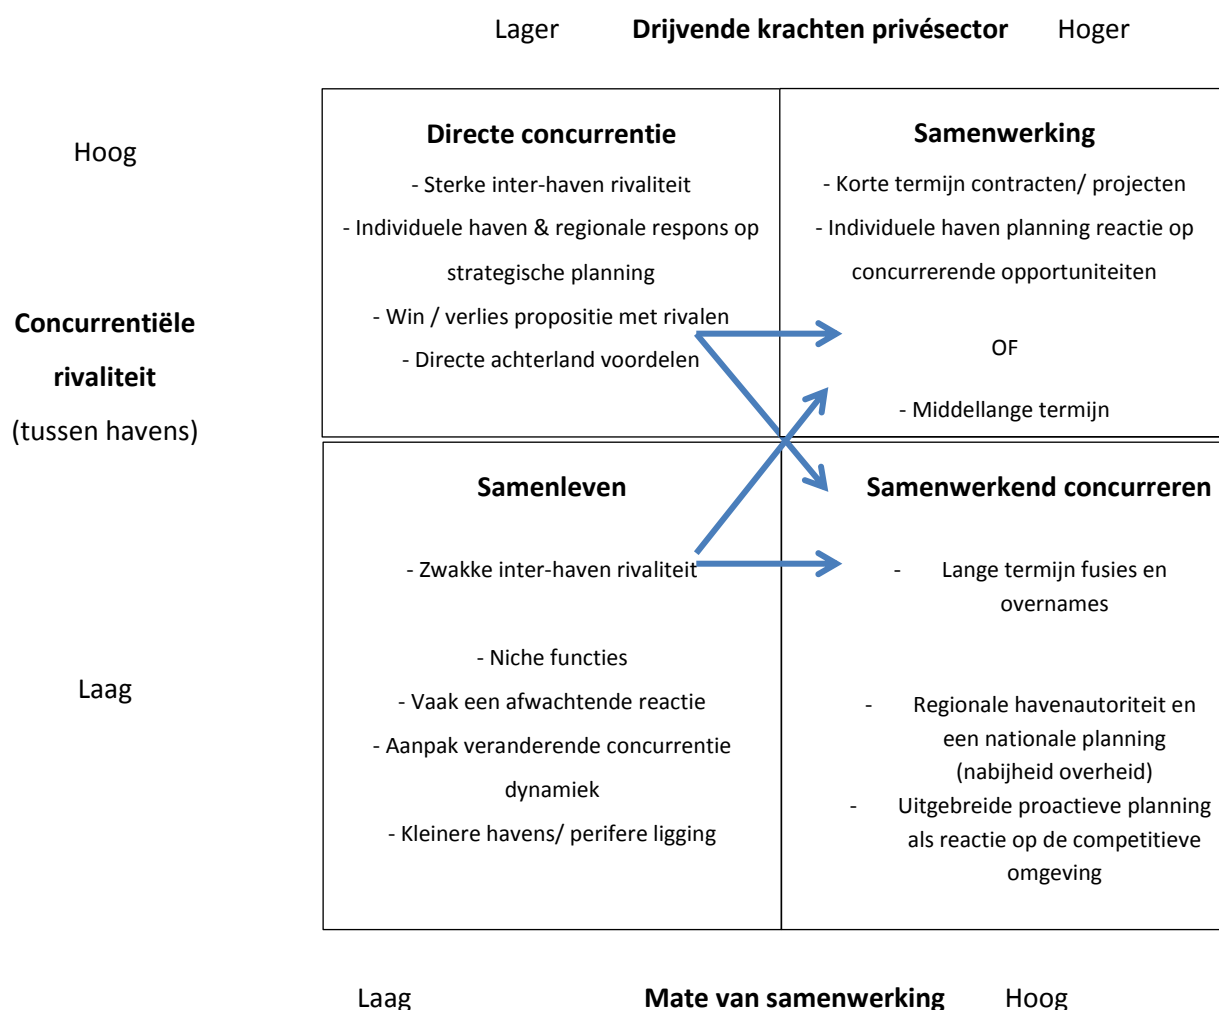 Lager Drijvende krachten privésector Hoger
Hoog
Concurrentiële
rivaliteit
(tussen havens)
Laag
Directe concurrentie
- Sterke inter-haven rivaliteit
- Individuele haven & regionale respons op
strategische planning
- Win / verlies propositie met rivalen
- Directe achterland voordelen
Samenwerking
- Korte termijn contracten/ projecten
- Individuele haven planning reactie op
concurrerende opportuniteiten
OF
- Middellange termijn
Samenleven
- Zwakke inter-haven rivaliteit
- Niche functies
- Vaak een afwachtende reactie
- Aanpak veranderende concurrentie
dynamiek
- Kleinere havens/ perifere ligging
Samenwerkend concurreren
- Lange termijn fusies en
overnames
- Regionale havenautoriteit en
een nationale planning
(nabijheid overheid)
- Uitgebreide proactieve planning
als reactie op de competitieve
omgeving
Laag Mate van samenwerking Hoog